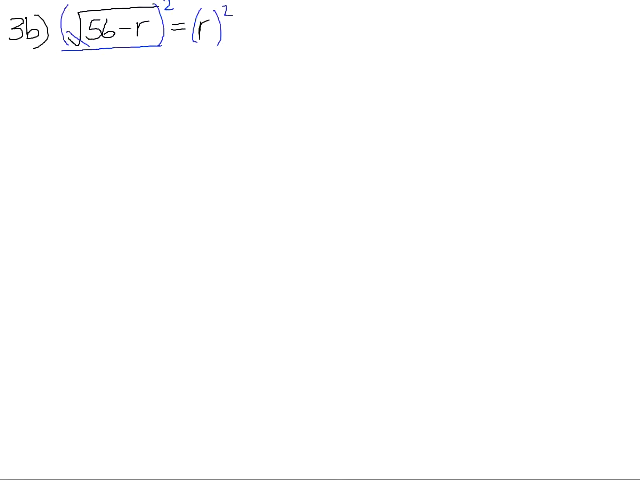 3b) (√56-r)² = (r)²